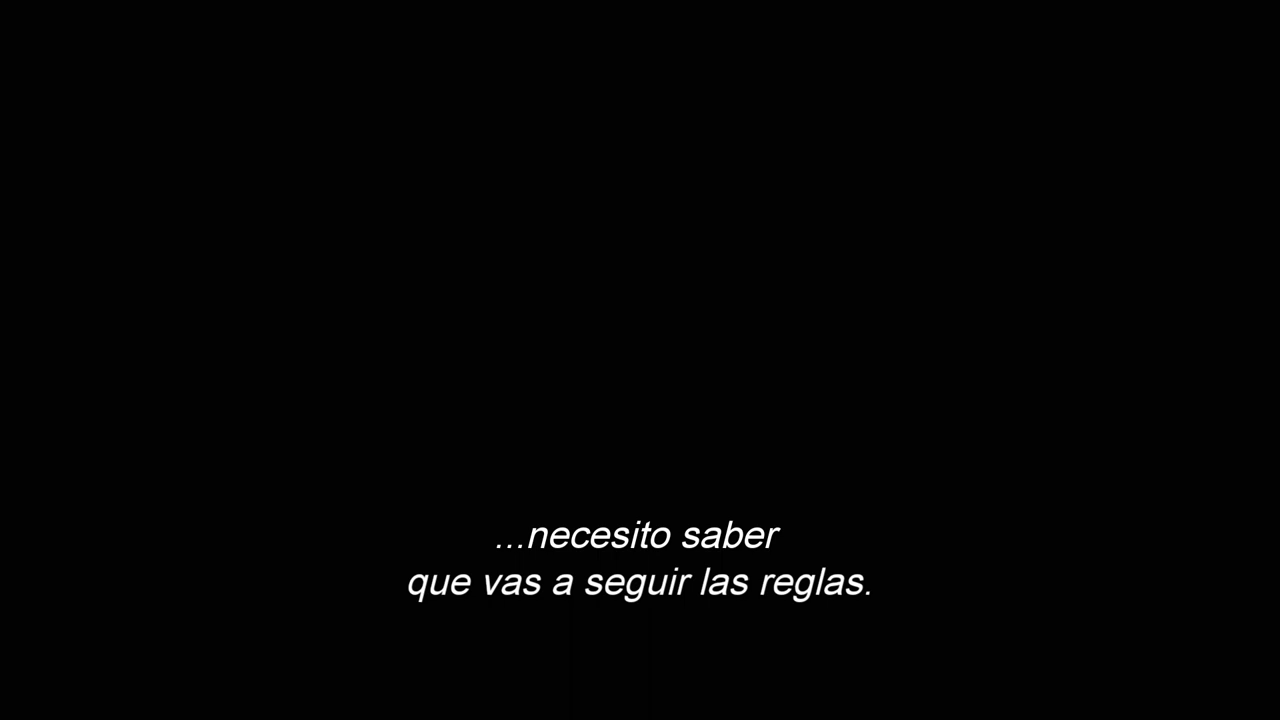 ...necesito saber
que vas a seguir las reglas.